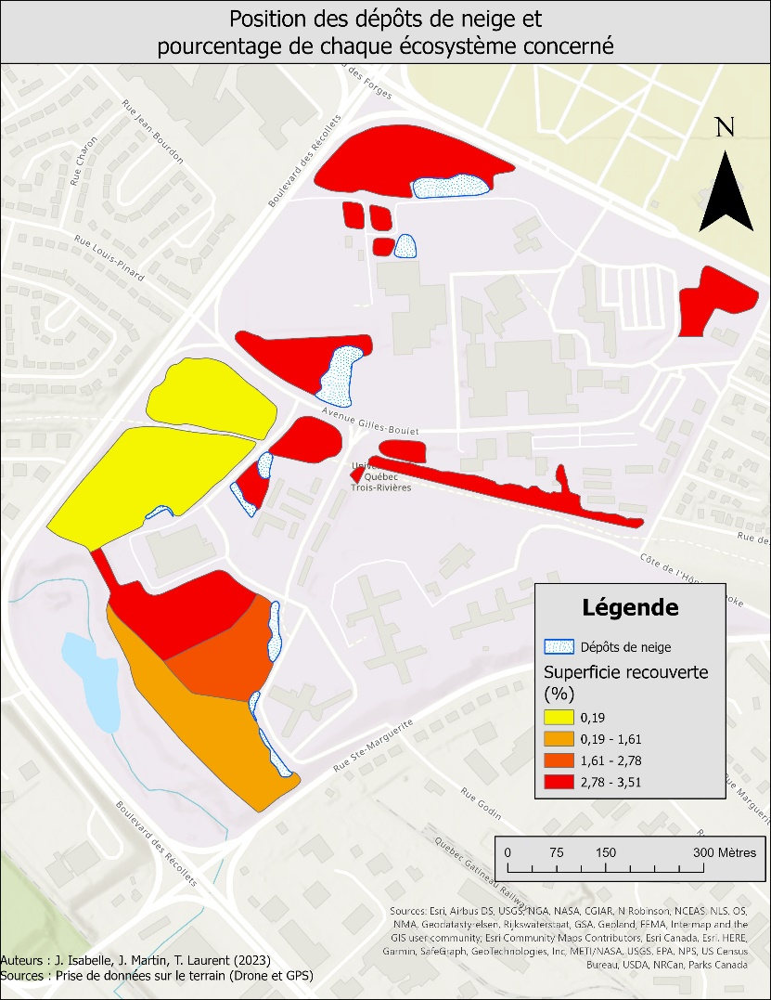 Position des dépôts de neige et
pourcentage de chaque écosystème concerné
des Forges
Rue Jean-Bourdon
Rue Charon
Boulevard des Récollets
N
Rue Louis-Pinard
Avenue Gilles-Boulet
Québec
Trois-Rivières
Rue de
Côte de l'Hôp
oke
Légende
Dépôts de neige
Superficie recouverte
(%)
0,19
0,19 - 1,61
1,61 - 2,78
2,78 - 3,51
Rue Ste-Marguerite
Rue Marguerit
Rue Godin
Boulevard des Récollets
Quebec Gatineau Railway
0 75 150 300 Mètres
Sources: Esri, Airbus DS, USGS, NGA, NASA, CGIAR, N Robinson, NCEAS, NLS, OS,
NMA, Geodatastyrelsen, Rijkswaterstaat, GSA, Geoland, FEMA, Intermap and the
GIS user community, Esri Community Maps Contributors, Esri Canada, Esri, HERE,
Garmin, SafeGraph, GeoTechnologies, Inc, METI/NASA, USGS, EPA, NPS, US Census
Bureau, USDA, NRCan, Parks Canada
Auteurs : J. Isabelle, J. Martin, T. Laurent (2023)
Sources : Prise de données sur le terrain (Drone et GPS)